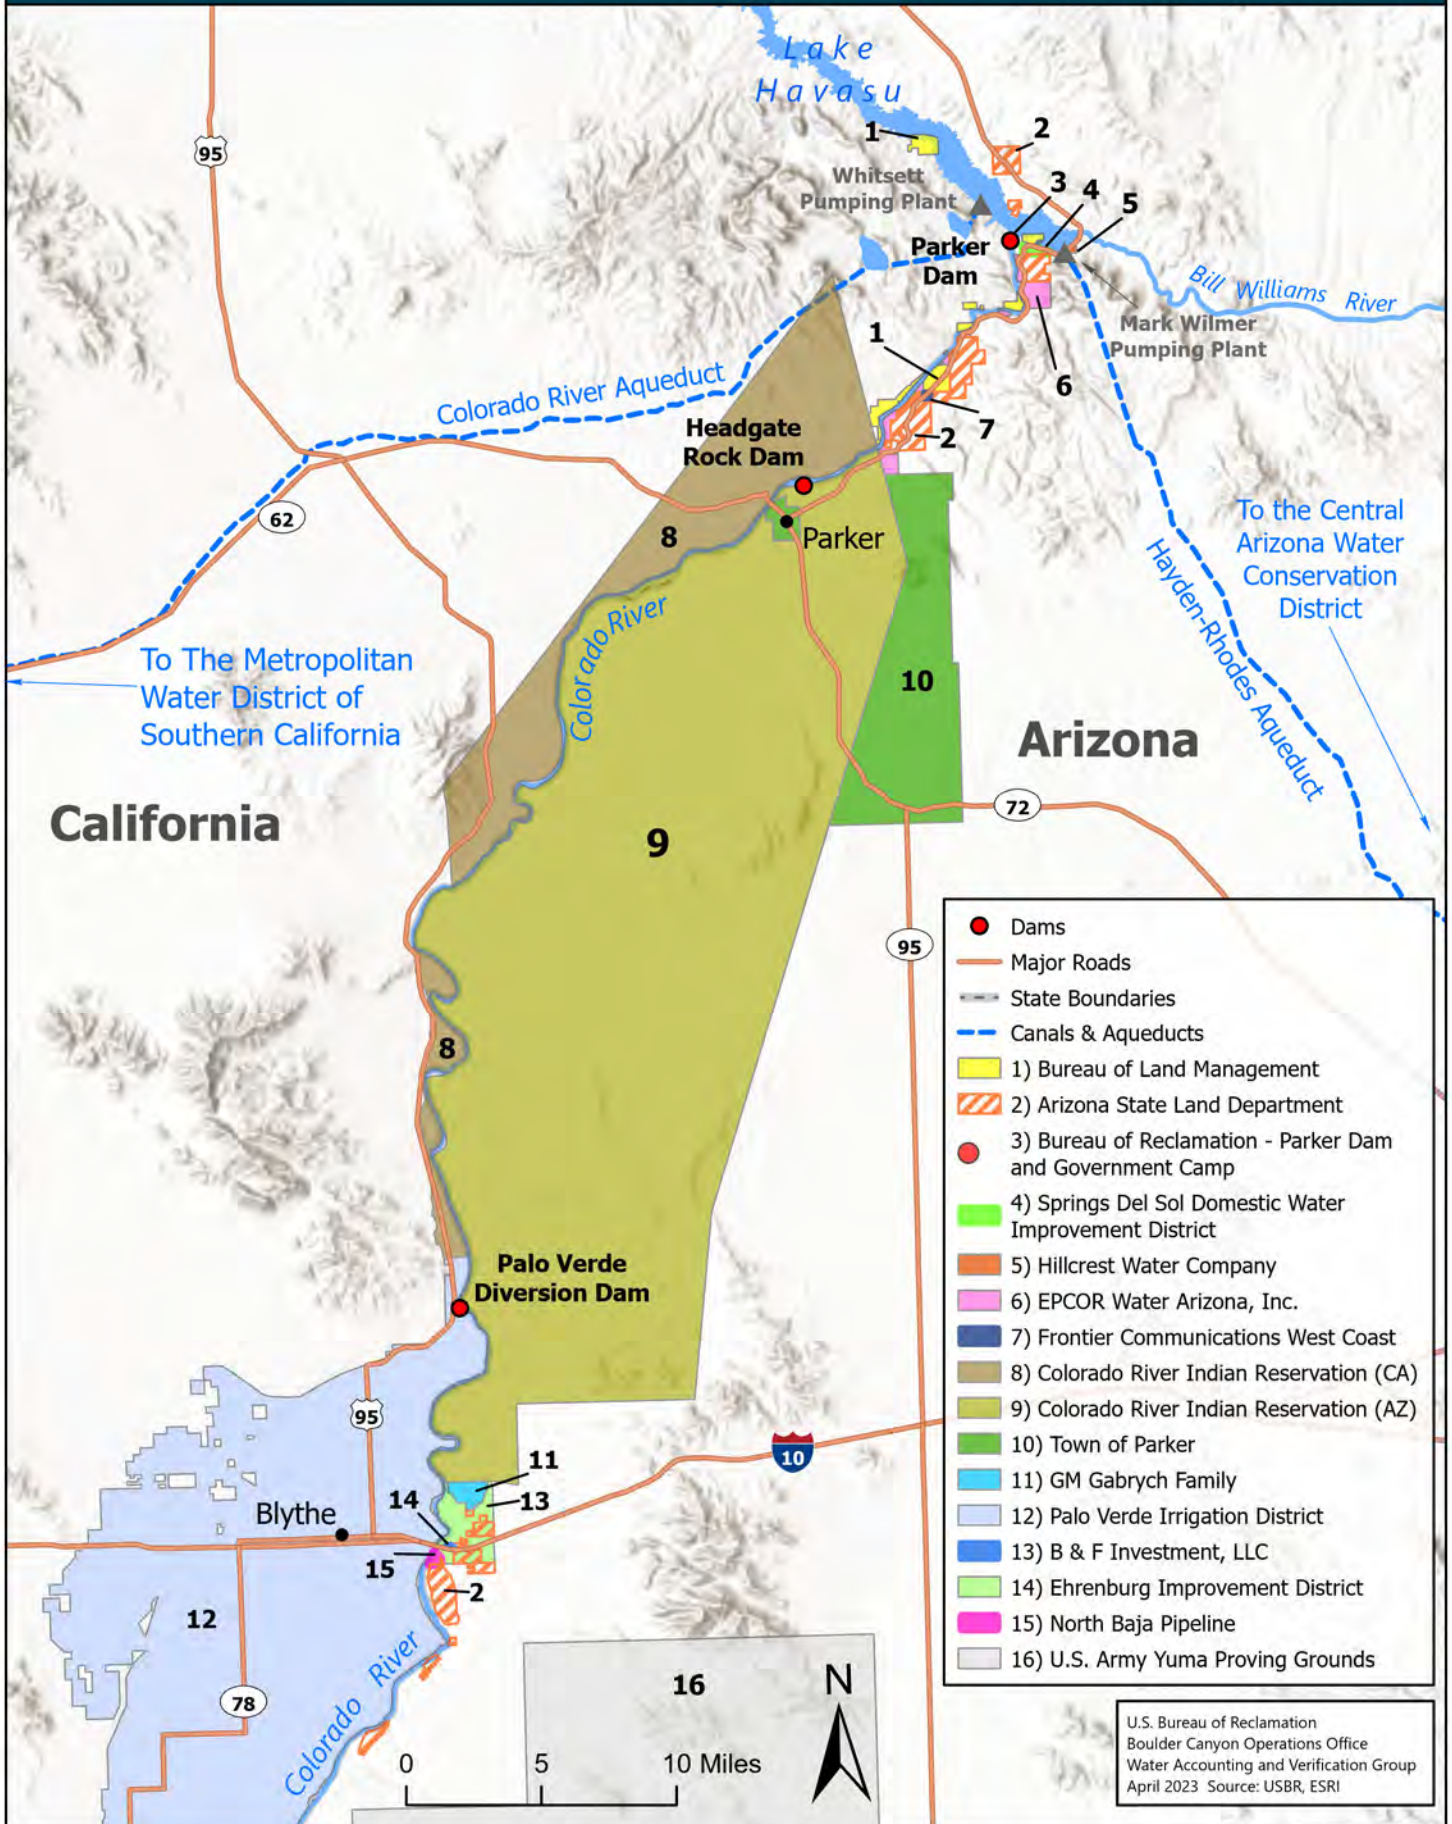 Lake
Havasu
95
1
2
Whitsett
Pumping Plant
3
4
5
Parker
Dam
Bill Williams River
Mark Wilmer
Pumping Plant
1
6
Colorado River Aqueduct
Headgate
Rock Dam
2
7
62
8
Parker
To the Central
Arizona Water
Conservation
District
Colorado River
Hayden-Rhodes Aqueduct
To The Metropolitan
Water District of
Southern California
10
Arizona
California
9
72
95
8
Palo Verde
Diversion Dam
95
10
11
Blythe
14
13
15
2
12
78
Colorado River
16
N
0 5 10 Miles
Dams
Major Roads
State Boundaries
Canals & Aqueducts
1) Bureau of Land Management
2) Arizona State Land Department
3) Bureau of Reclamation - Parker Dam
and Government Camp
4) Springs Del Sol Domestic Water
Improvement District
5) Hillcrest Water Company
6) EPCOR Water Arizona, Inc.
7) Frontier Communications West Coast
8) Colorado River Indian Reservation (CA)
9) Colorado River Indian Reservation (AZ)
10) Town of Parker
11) GM Gabrych Family
12) Palo Verde Irrigation District
13) B & F Investment, LLC
14) Ehrenburg Improvement District
15) North Baja Pipeline
16) U.S. Army Yuma Proving Grounds
U.S. Bureau of Reclamation
Boulder Canyon Operations Office
Water Accounting and Verification Group
April 2023 Source: USBR, ESRI